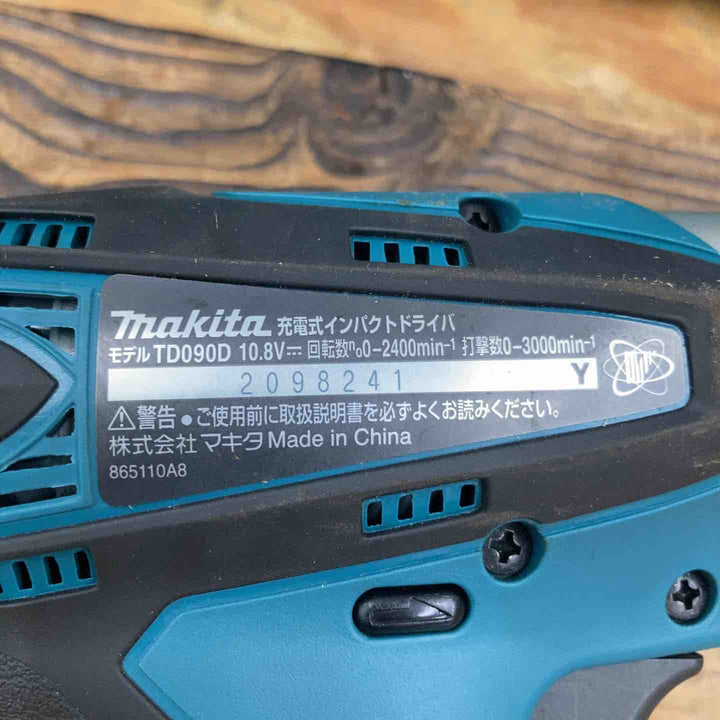 makita 充電式インパクトドライバ
モデル TD090D 10.8V⎓ 回転数n₀0-2400min⁻¹ 打撃数0-3000min⁻¹
2098241 Y
⚠警告 ●ご使用前に取扱説明書を必ずよくお読みください。
株式会社 マキタ Made in China
865110A8